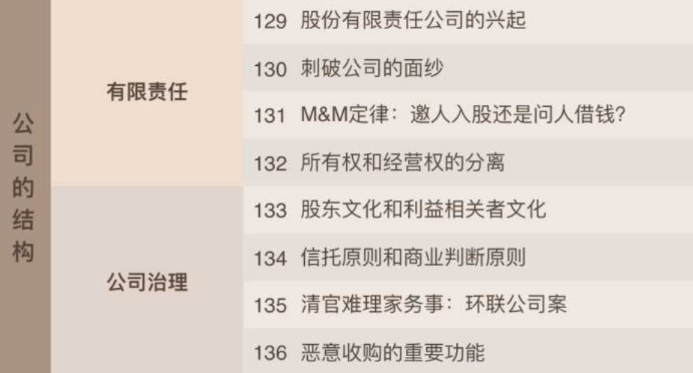 公司的结构
有限责任
129 股份有限责任公司的兴起
130 刺破公司的面纱
131 M&M定律：邀人入股还是问人借钱？
132 所有权和经营权的分离
公司治理
133 股东文化和利益相关者文化
134 信托原则和商业判断原则
135 清官难理家务事：环联公司案
136 恶意收购的重要功能